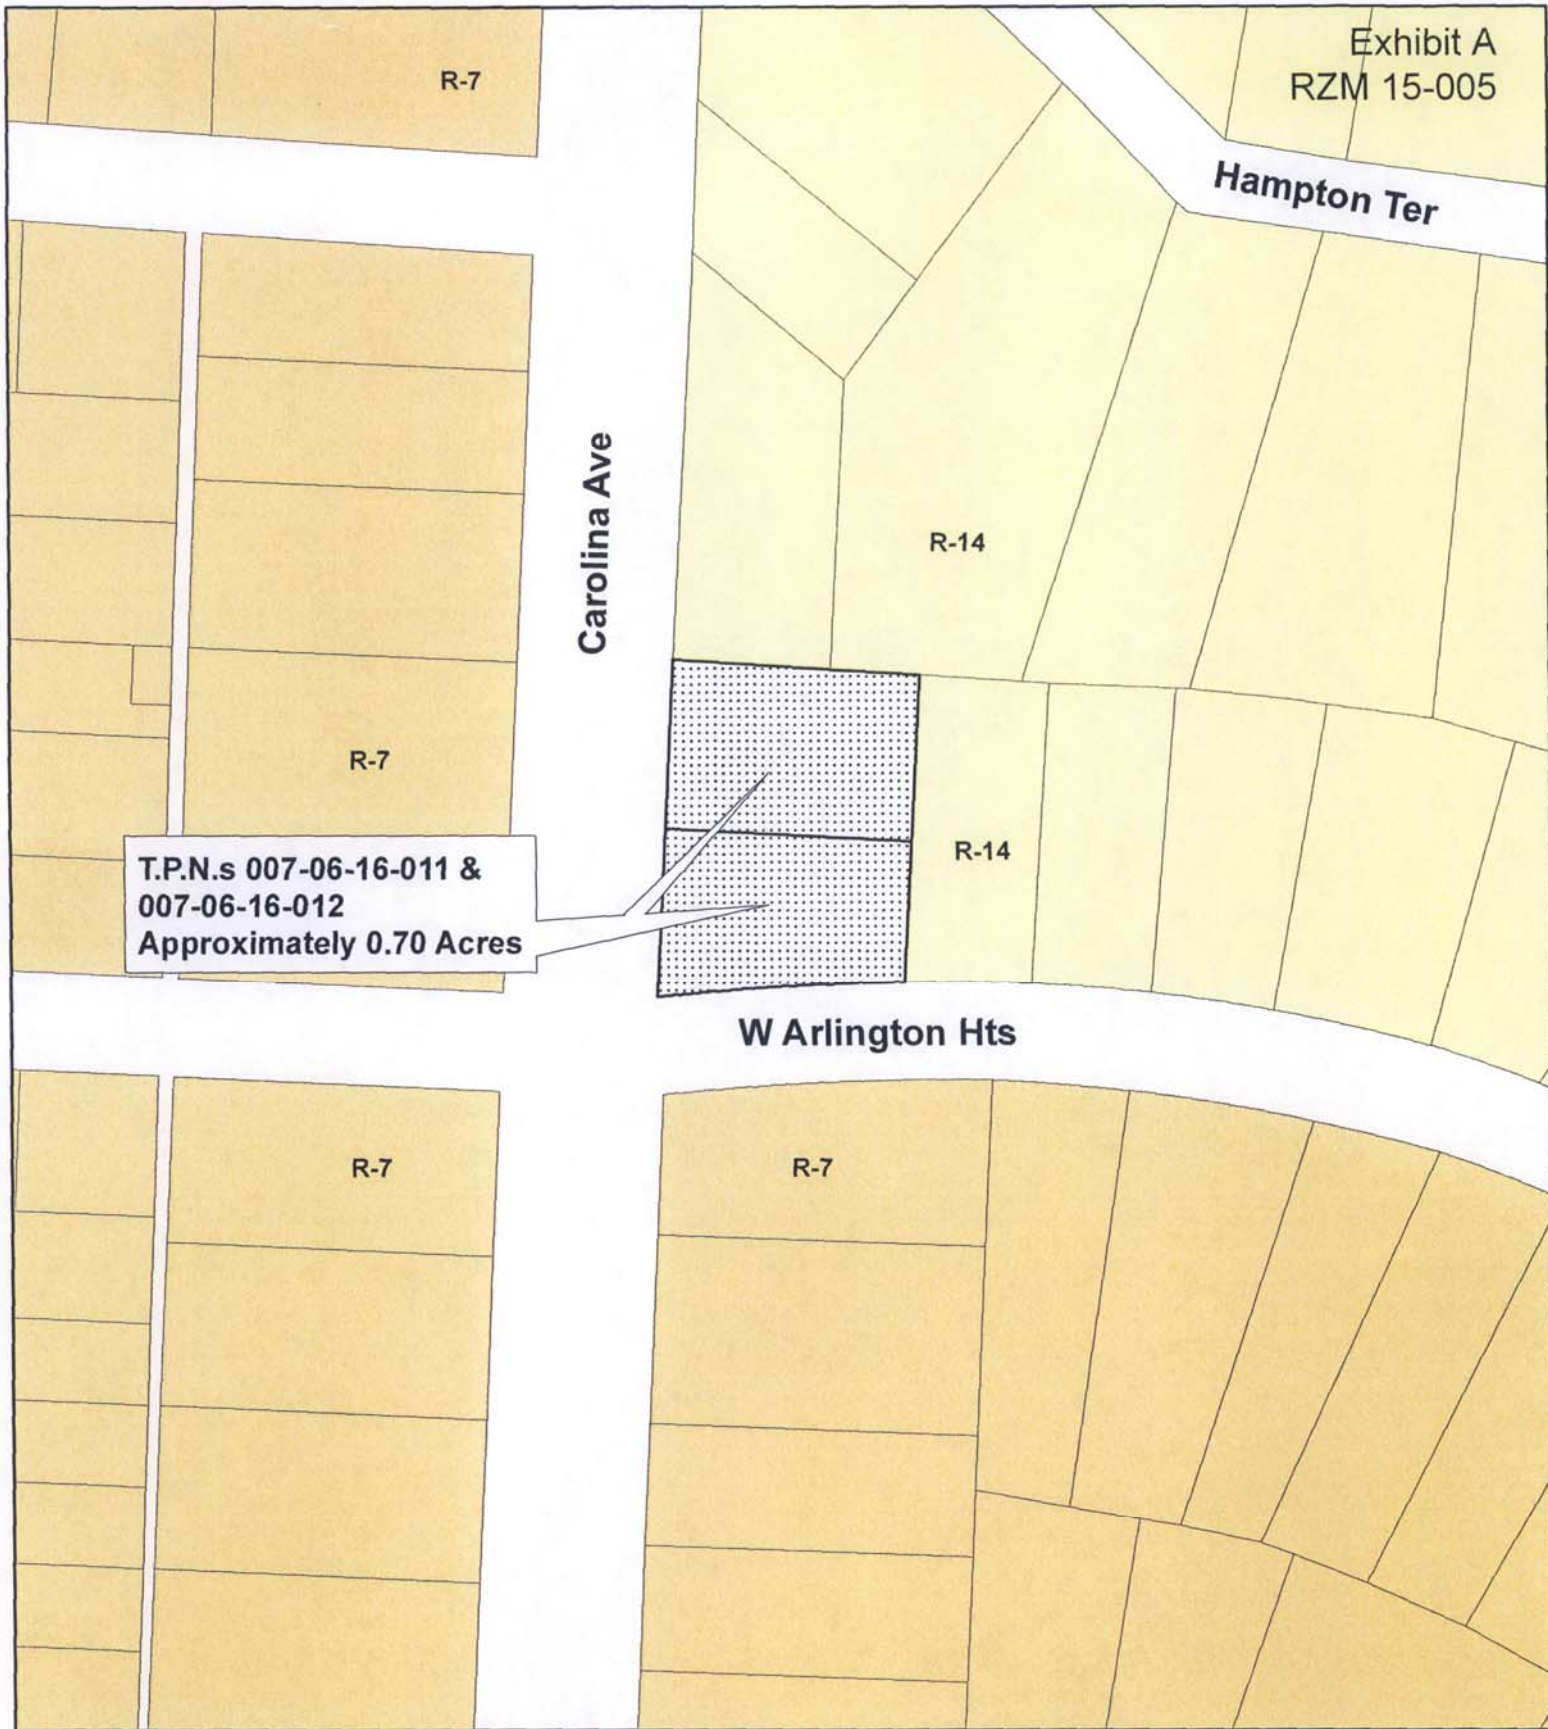 Exhibit A
RZM 15-005
R-7
Hampton Ter
Carolina Ave
R-14
R-7
R-14
T.P.N.s 007-06-16-011 &
007-06-16-012
Approximately 0.70 Acres
W Arlington Hts
R-7
R-7